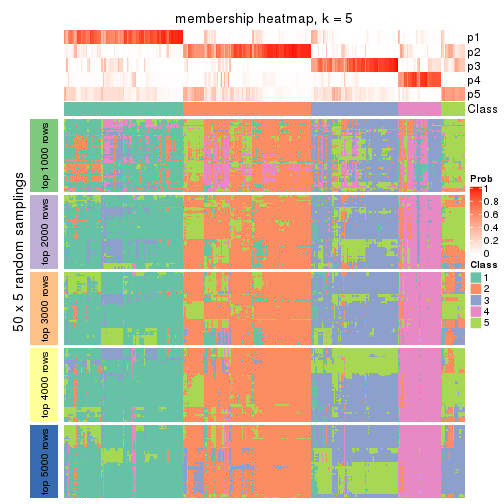 membership heatmap, k = 5
p1
p2
p3
p4
p5
Class
50 x 5 random samplings
top 1000 rows
top 2000 rows
top 3000 rows
top 4000 rows
top 5000 rows
Prob
1
0.8
0.6
0.4
0.2
0
Class
1
2
3
4
5